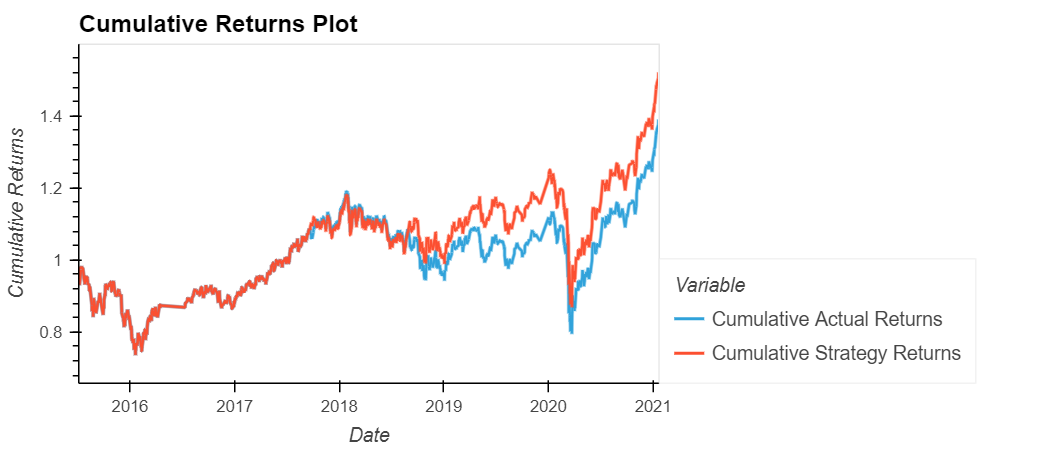 Cumulative Returns Plot
Cumulative Returns
1.4
1.2
1
0.8
2016 2017 2018 2019 2020 2021
Date
Variable
Cumulative Actual Returns
Cumulative Strategy Returns